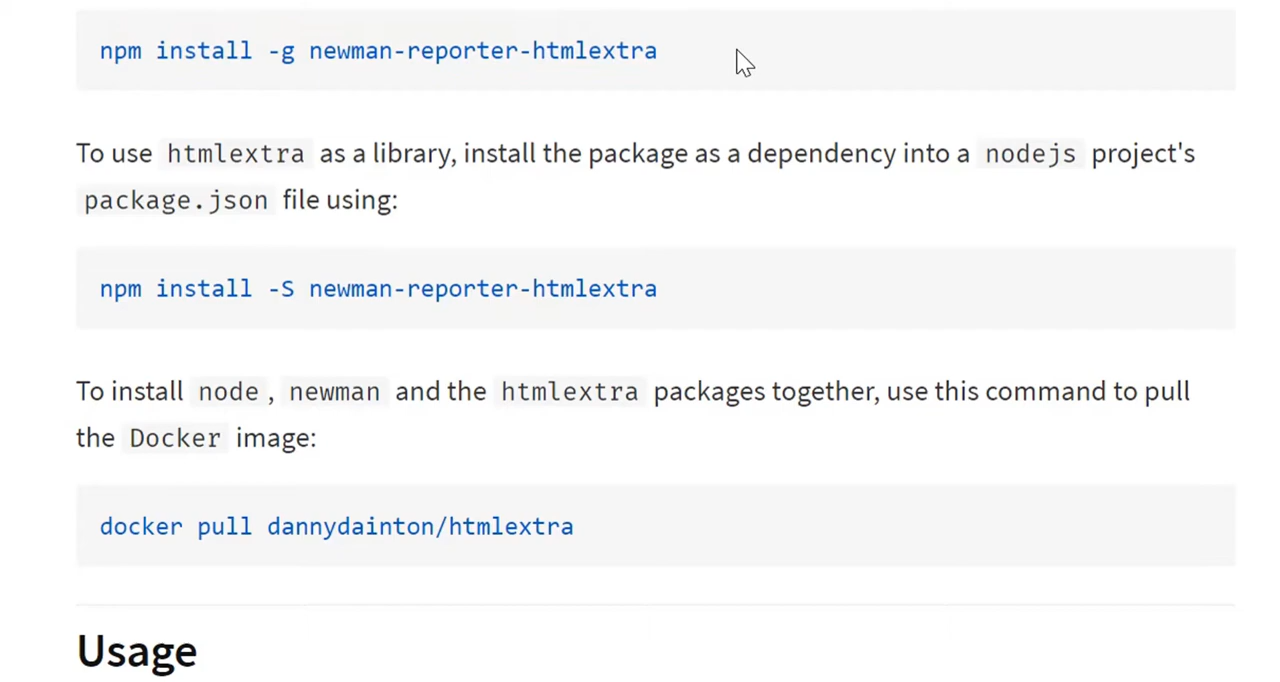 npm install -g newman-reporter-htmlextra
To use htmlextra as a library, install the package as a dependency into a nodejs project's
package.json file using:
npm install -S newman-reporter-htmlextra
To install node, newman and the htmlextra packages together, use this command to pull
the Docker image:
docker pull dannydainton/htmlextra
Usage